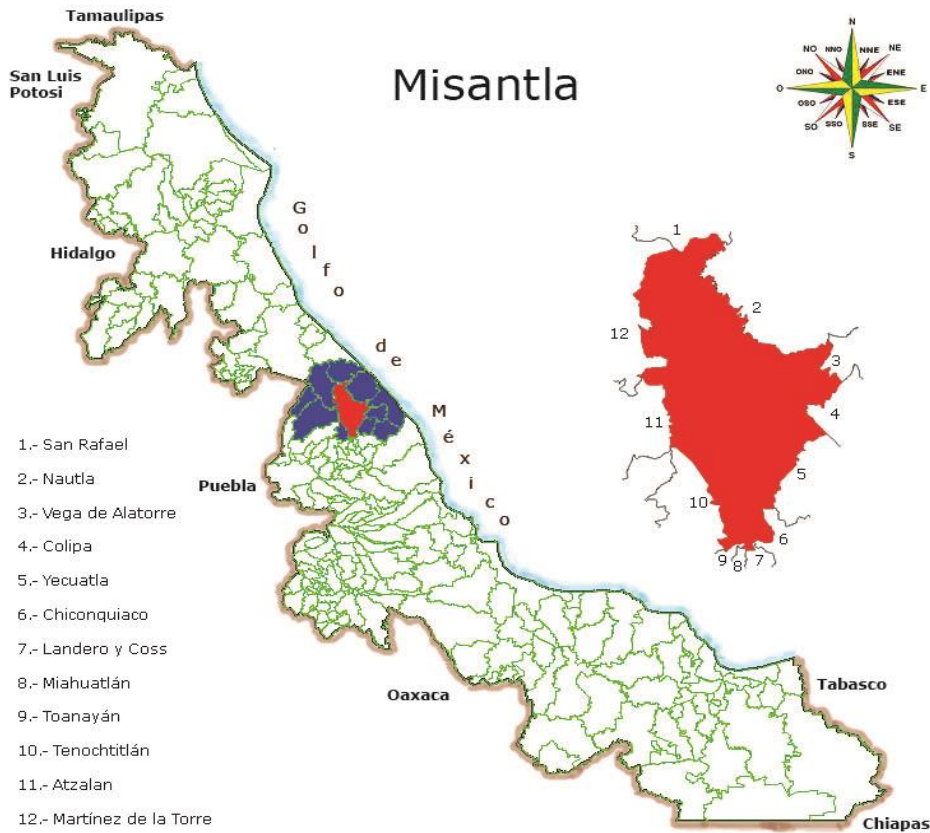 Tamaulipas
San Luis
Potosi
Misantla
N
NNO
NNE
NO
NE
ONO
ENE
O
E
OSO
ESE
SO
SSO
SSE
SE
S
Golfo de México
Hidalgo
1
2
12
3
4
11
5
10
6
9
8
7
1.- San Rafael
2.- Nautla
Puebla
3.- Vega de Alatorre
4.- Colipa
5.- Yecuatla
6.- Chiconquiaco
7.- Landero y Coss
8.- Miahuatlán
9.- Toanayán
10.- Tenochtitlán
11.- Atzalan
12.- Martínez de la Torre
Oaxaca
Tabasco
Chiapas